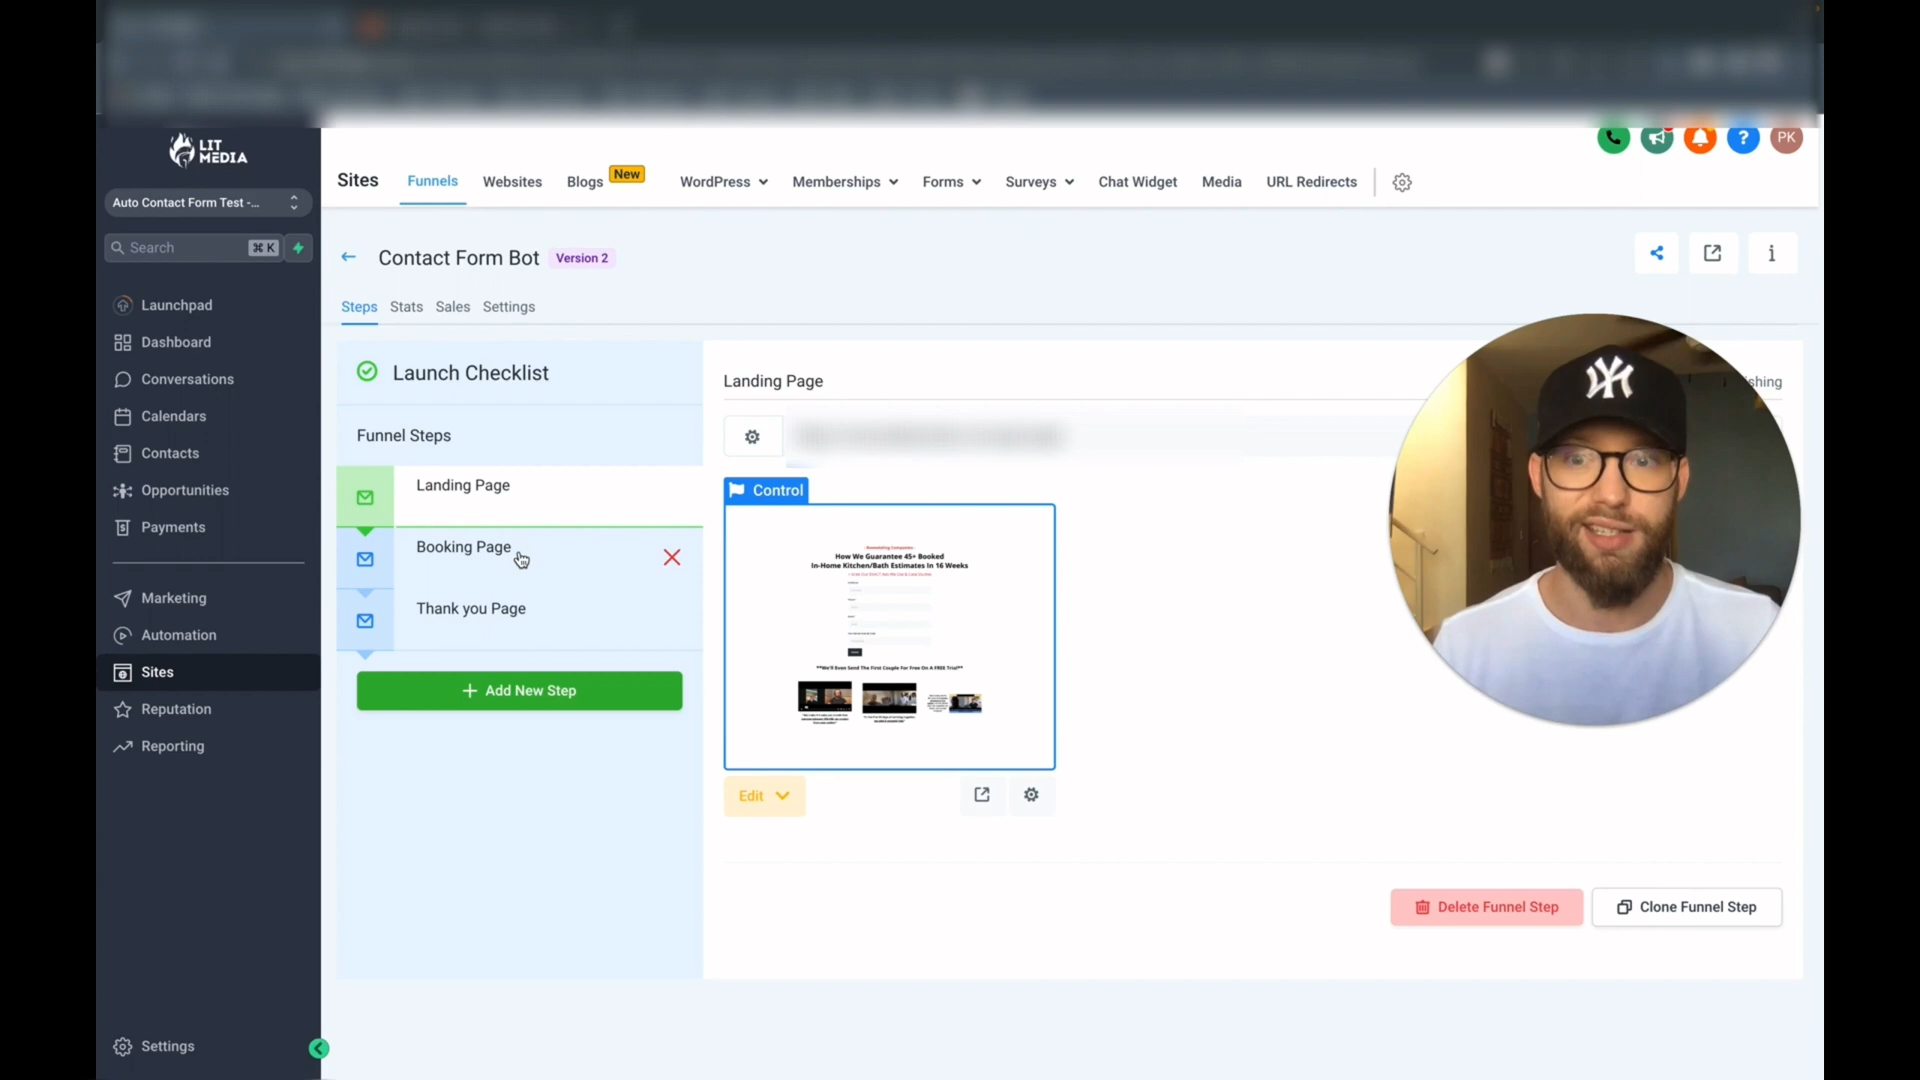 LIT
MEDIA
Auto Contact Form Test -...
Search ⌘ K
Launchpad
Dashboard
Conversations
Calendars
Contacts
Opportunities
Payments
Marketing
Automation
Sites
Reputation
Reporting
Settings
PK
Sites Funnels Websites Blogs New WordPress Memberships Forms Surveys Chat Widget Media URL Redirects
Contact Form Bot Version 2
Steps Stats Sales Settings
Launch Checklist
Funnel Steps
Landing Page
Booking Page
Thank you Page
+ Add New Step
Landing Page
shing
Control
Remodeling Companies
How We Guarantee 45+ Booked
In-Home Kitchen/Bath Estimates In 16 Weeks
**We'll Even Send The First Couple For Free On A FREE Trial**
Edit
Delete Funnel Step
Clone Funnel Step
NY